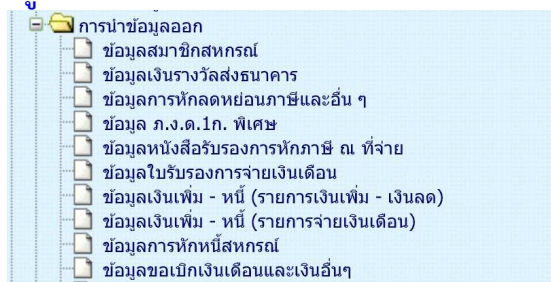 การนำข้อมูลออก
ข้อมูลสมาชิกสหกรณ์
ข้อมูลเงินรางวัลส่งธนาคาร
ข้อมูลการหักลดหย่อนภาษีและอื่น ๆ
ข้อมูล ภ.ง.ด.1ก. พิเศษ
ข้อมูลหนังสือรับรองการหักภาษี ณ ที่จ่าย
ข้อมูลใบรับรองการจ่ายเงินเดือน
ข้อมูลเงินเพิ่ม - หนี้ (รายการเงินเพิ่ม - เงินลด)
ข้อมูลเงินเพิ่ม - หนี้ (รายการจ่ายเงินเดือน)
ข้อมูลการหักหนี้สหกรณ์
ข้อมูลขอเบิกเงินเดือนและเงินอื่นๆ